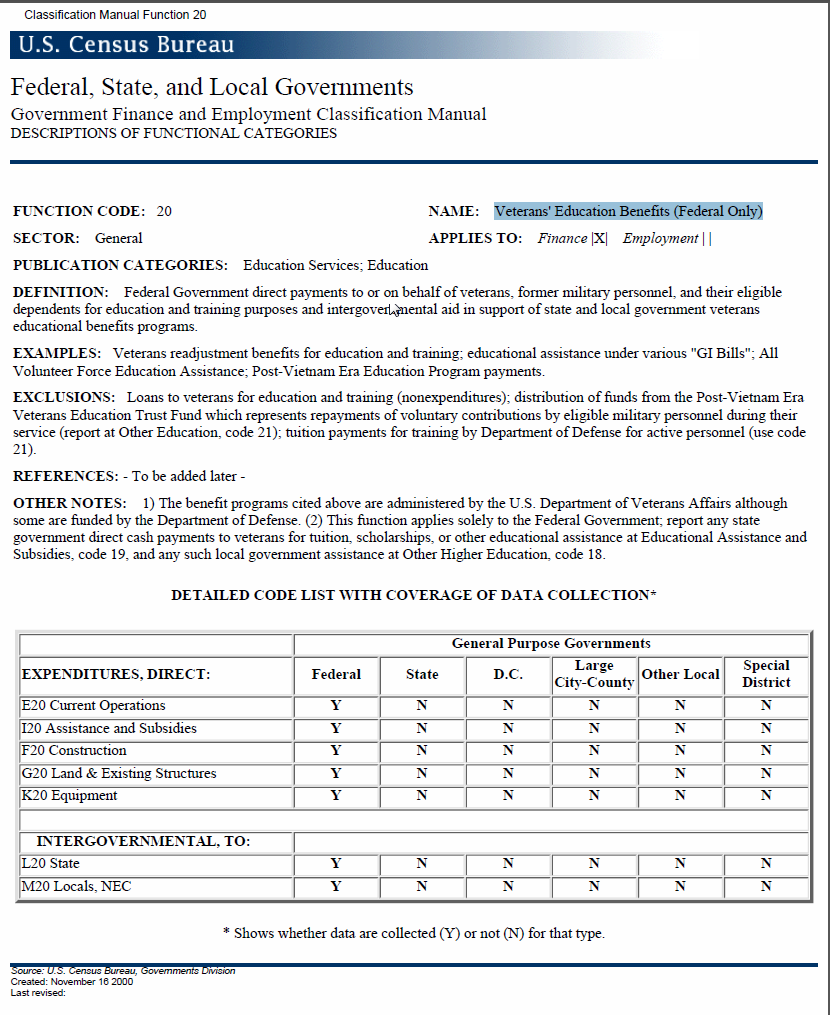 Classification Manual Function 20
U.S. Census Bureau
Federal, State, and Local Governments
Government Finance and Employment Classification Manual
DESCRIPTIONS OF FUNCTIONAL CATEGORIES
FUNCTION CODE: 20 NAME: Veterans' Education Benefits (Federal Only)
SECTOR: General APPLIES TO: Finance |X| Employment | |
PUBLICATION CATEGORIES: Education Services; Education
DEFINITION: Federal Government direct payments to or on behalf of veterans, former military personnel, and their eligible
dependents for education and training purposes and intergovernmental aid in support of state and local government veterans
educational benefits programs.
EXAMPLES: Veterans readjustment benefits for education and training; educational assistance under various "GI Bills"; All
Volunteer Force Education Assistance; Post-Vietnam Era Education Program payments.
EXCLUSIONS: Loans to veterans for education and training (nonexpenditures); distribution of funds from the Post-Vietnam Era
Veterans Education Trust Fund which represents repayments of voluntary contributions by eligible military personnel during their
service (report at Other Education, code 21); tuition payments for training by Department of Defense for active personnel (use code
21).
REFERENCES: - To be added later -
OTHER NOTES: 1) The benefit programs cited above are administered by the U.S. Department of Veterans Affairs although
some are funded by the Department of Defense. (2) This function applies solely to the Federal Government; report any state
government direct cash payments to veterans for tuition, scholarships, or other educational assistance at Educational Assistance and
Subsidies, code 19, and any such local government assistance at Other Higher Education, code 18.
DETAILED CODE LIST WITH COVERAGE OF DATA COLLECTION*
General Purpose Governments
EXPENDITURES, DIRECT: Federal State D.C. Large City-County Other Local Special District
E20 Current Operations Y N N N N N
I20 Assistance and Subsidies Y N N N N N
F20 Construction Y N N N N N
G20 Land & Existing Structures Y N N N N N
K20 Equipment Y N N N N N
INTERGOVERNMENTAL, TO:
L20 State Y N N N N N
M20 Locals, NEC Y N N N N N
* Shows whether data are collected (Y) or not (N) for that type.
Source: U.S. Census Bureau, Governments Division
Created: November 16 2000
Last revised: